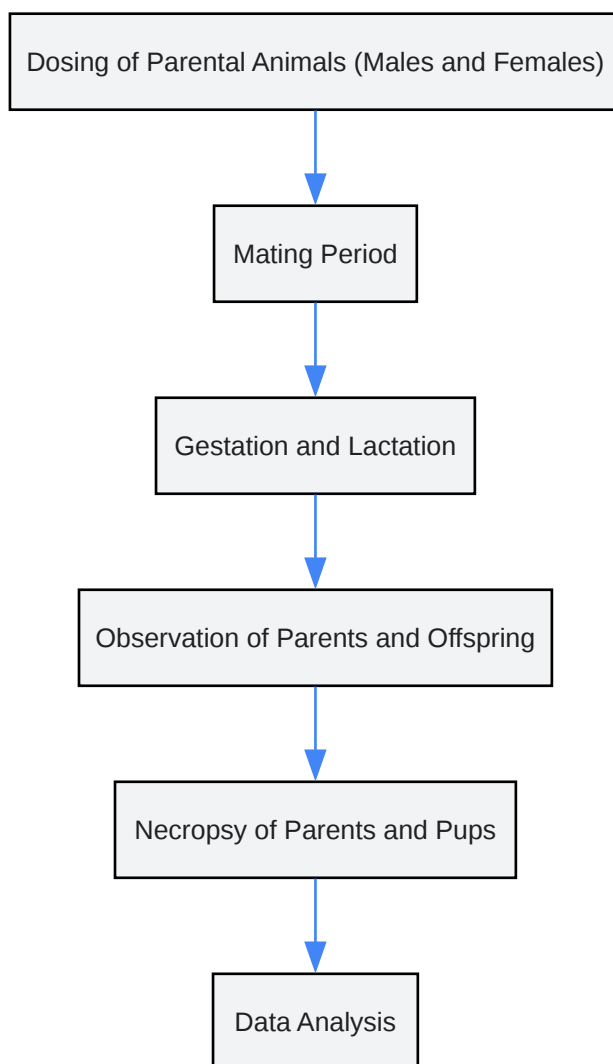 Dosing of Parental Animals (Males and Females)
Mating Period
Gestation and Lactation
Observation of Parents and Offspring
Necropsy of Parents and Pups
Data Analysis